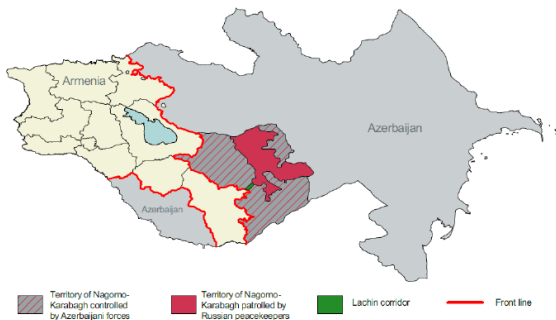 Armenia
Azerbaijan
Azerbaijan
Territory of Nagorno-
Karabagh controlled
by Azerbaijani forces
Territory of Nagorno-
Karabagh patrolled by
Russian peacekeepers
Lachin corridor
Front line